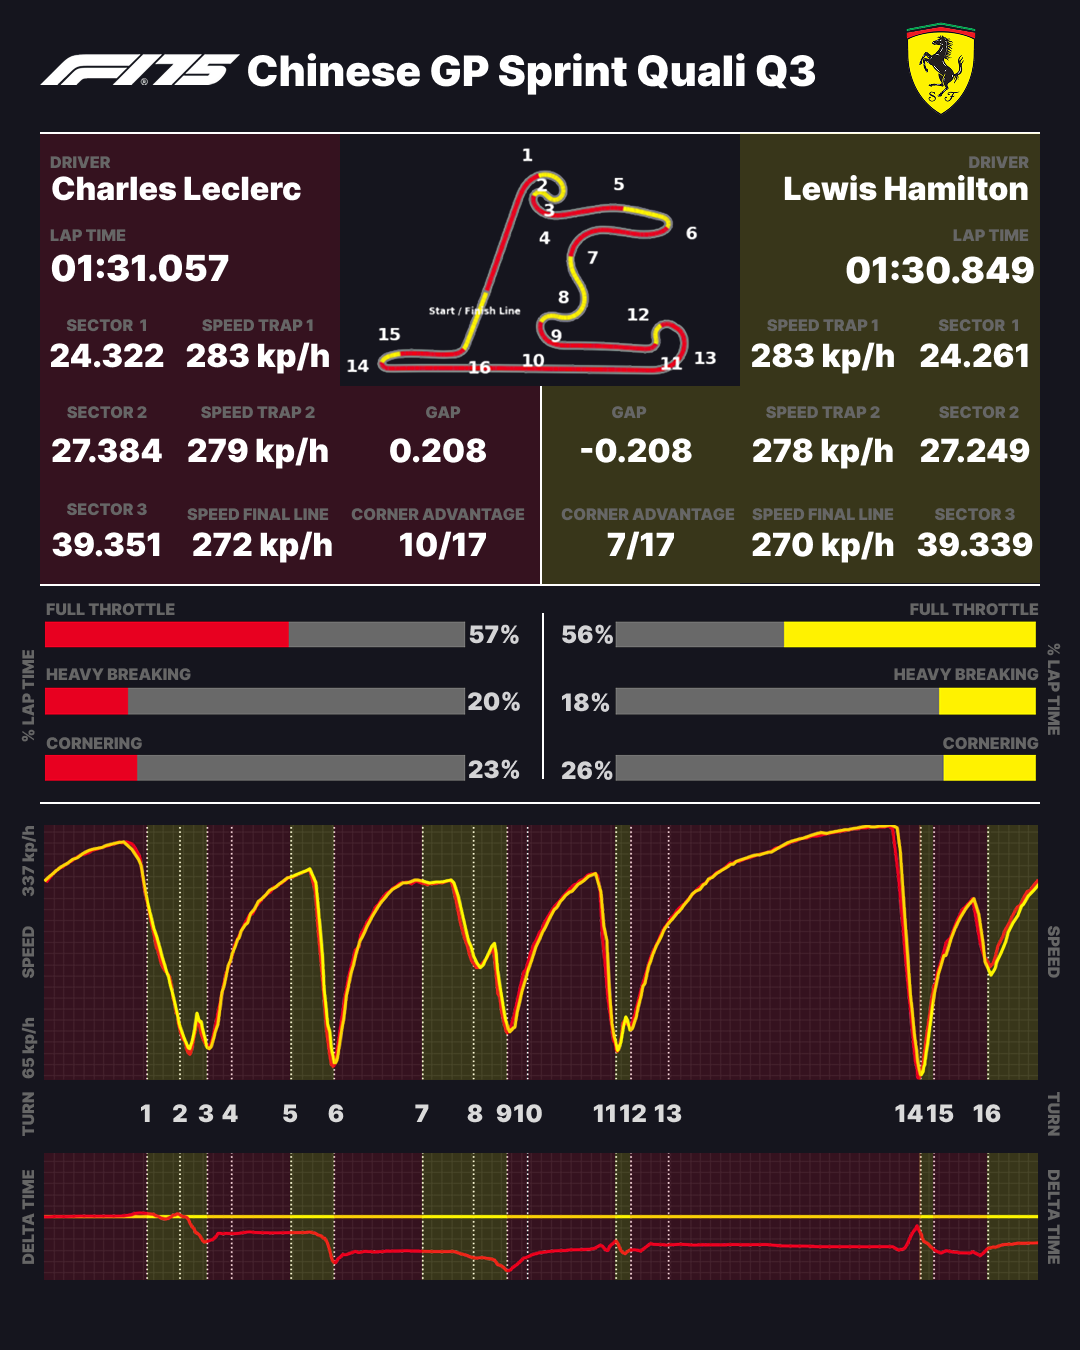 F1 75 Chinese GP Sprint Quali Q3
S F
DRIVER
Charles Leclerc
LAP TIME
01:31.057
SECTOR 1 SPEED TRAP 1
24.322 283 kp/h
SECTOR 2 SPEED TRAP 2 GAP
27.384 279 kp/h 0.208
SECTOR 3 SPEED FINAL LINE CORNER ADVANTAGE
39.351 272 kp/h 10/17
1
2
3
4
5
6
7
8
9
10
11
12
13
14
15
16
Start / Finish Line
DRIVER
Lewis Hamilton
LAP TIME
01:30.849
SPEED TRAP 1 SECTOR 1
283 kp/h 24.261
GAP SPEED TRAP 2 SECTOR 2
-0.208 278 kp/h 27.249
CORNER ADVANTAGE SPEED FINAL LINE SECTOR 3
7/17 270 kp/h 39.339
% LAP TIME
FULL THROTTLE
57%
HEAVY BREAKING
20%
CORNERING
23%
FULL THROTTLE
56%
HEAVY BREAKING
18%
CORNERING
26%
% LAP TIME
337 kp/h
SPEED
65 kp/h
SPEED
TURN 1 2 3 4 5 6 7 8 9 10 11 12 13 14 15 16 TURN
DELTA TIME
DELTA TIME